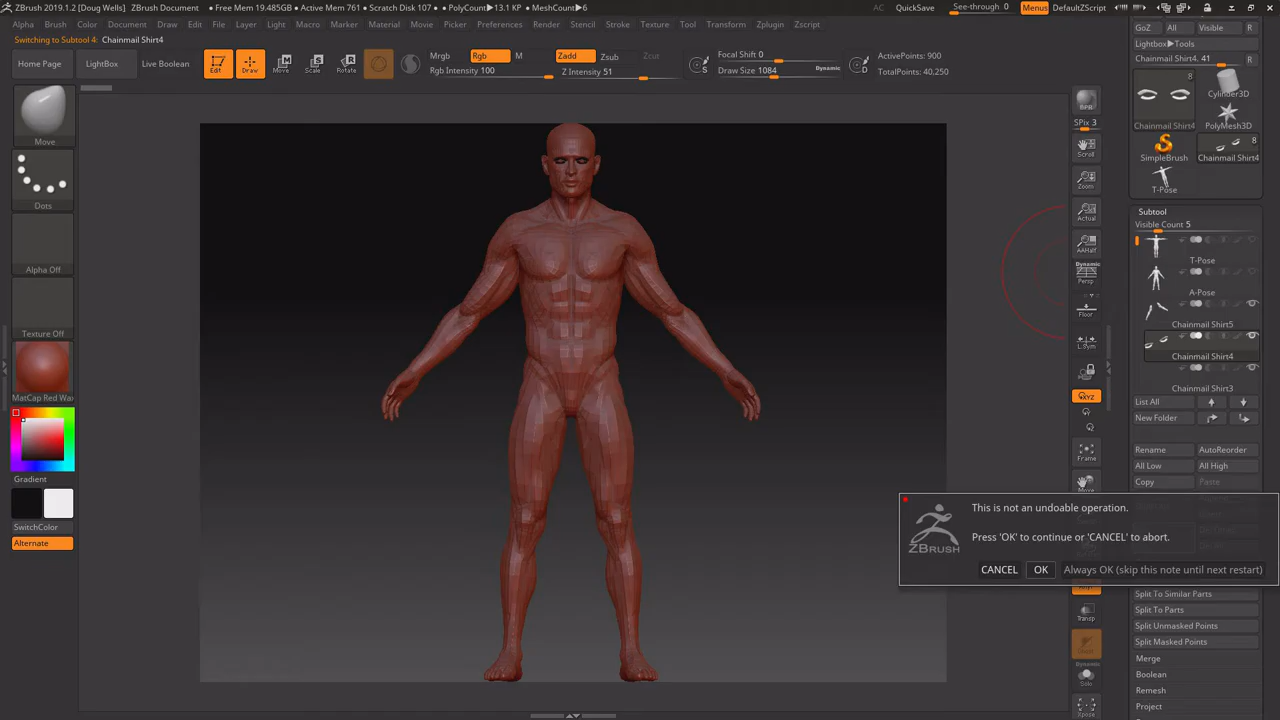 ZBrush 2019.1.2 [Doug Wells] ZBrush Document • Free Mem 19.485GB • Active Mem 761 • Scratch Disk 107 • PolyCount▸13.1 KP • MeshCount▸6 AC QuickSave See-through 0 Menus DefaultZScript
Alpha Brush Color Document Draw Edit File Layer Light Macro Marker Material Movie Picker Preferences Render Stencil Stroke Texture Tool Transform Zplugin Zscript
Switching to Subtool 4: Chainmail Shirt4
Home Page LightBox Live Boolean Edit Draw Move Scale Rotate
Mrgb Rgb M Zadd Zsub Zcut
Rgb Intensity 100 Z Intensity 51
Focal Shift 0
Draw Size 1084 Dynamic
S D
ActivePoints: 900
TotalPoints: 40,250
Move
Dots
Alpha Off
Texture Off
MatCap Red Wax
Gradient
SwitchColor
Alternate
BPR
SPix 3
Scroll
Zoom
Actual
AAHalf
Dynamic
Persp
Floor
L.Sym
XYZ
Frame
Move
Transp
Dynamic
Solo
Xpose
GoZ All Visible R
Lightbox▸Tools
Chainmail Shirt4. 41 R
8
Cylinder3D
Chainmail Shirt4 PolyMesh3D
8
SimpleBrush Chainmail Shirt4
T-Pose
Subtool
Visible Count 5
T-Pose
A-Pose
Chainmail Shirt5
Chainmail Shirt4
Chainmail Shirt3
List All
New Folder
Rename AutoReorder
All Low All High
Copy Paste
This is not an undoable operation.
Press 'OK' to continue or 'CANCEL' to abort.
ZBRUSH
CANCEL OK Always OK (skip this note until next restart)
Split To Similar Parts
Split To Parts
Split Unmasked Points
Split Masked Points
Merge
Boolean
Remesh
Project